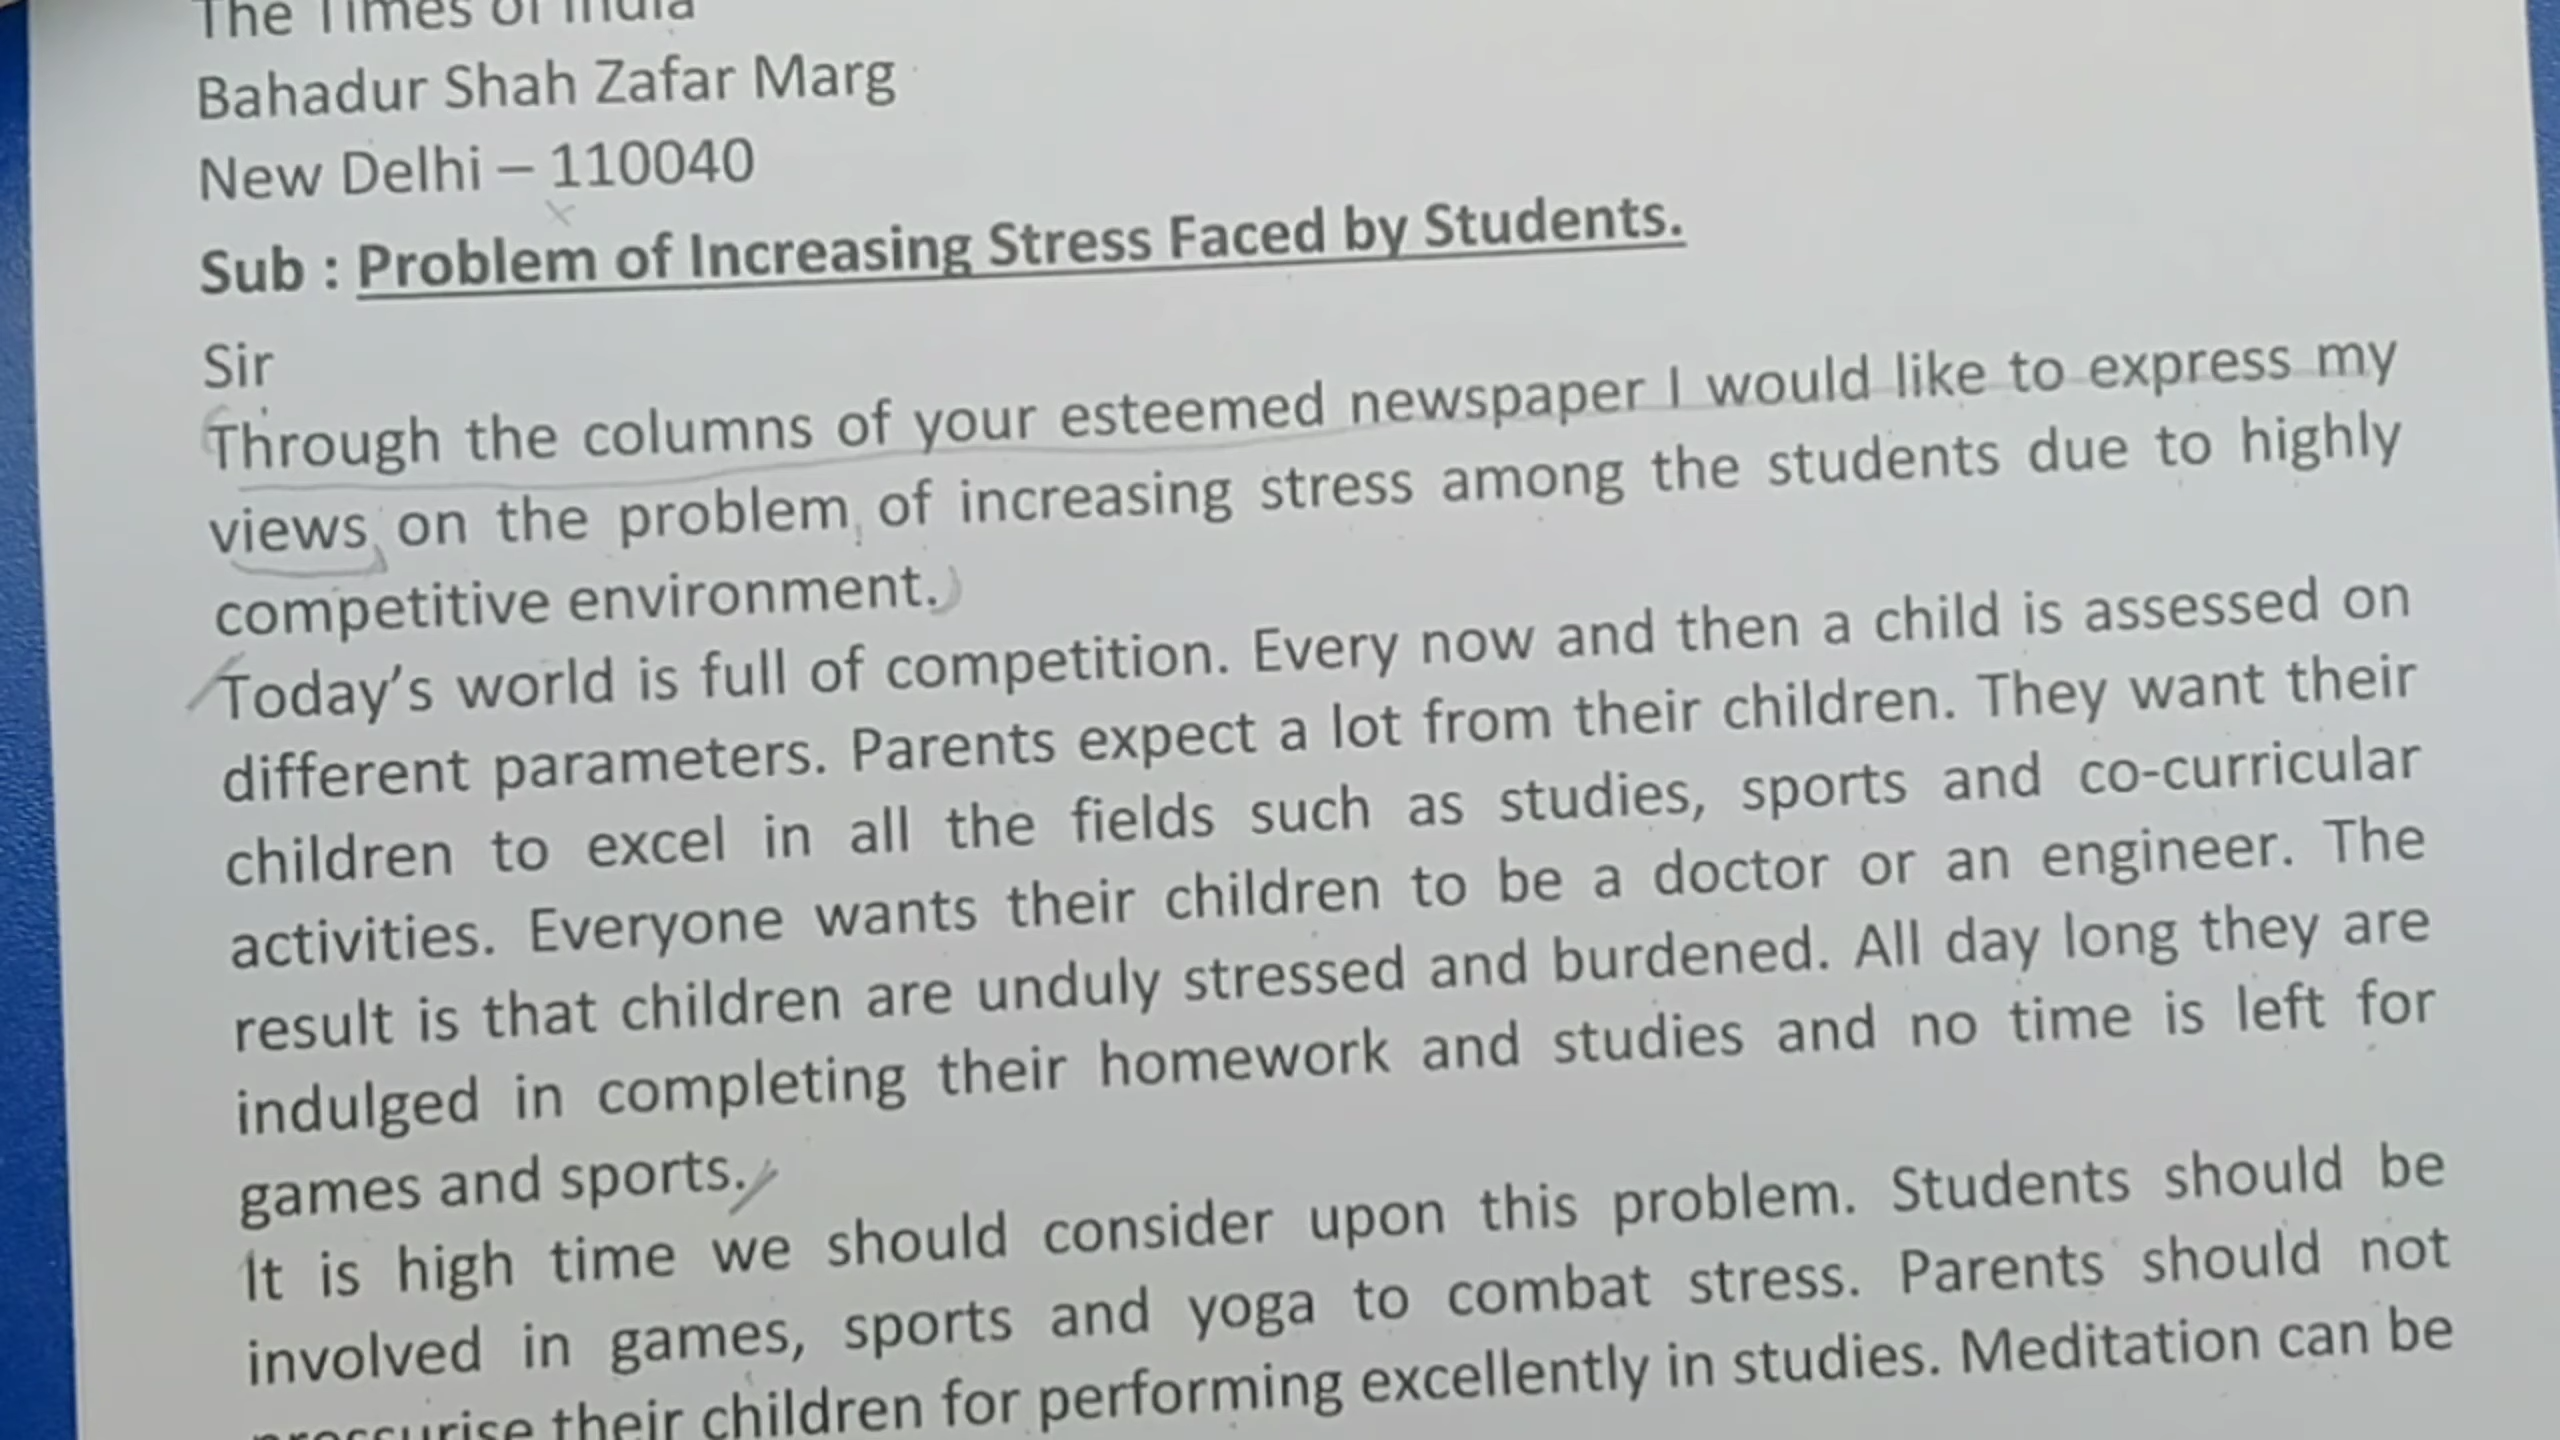 The Times of India
Bahadur Shah Zafar Marg
New Delhi – 110040
Sub : Problem of Increasing Stress Faced by Students.
Sir
Through the columns of your esteemed newspaper I would like to express my
views on the problem of increasing stress among the students due to highly
competitive environment.
Today's world is full of competition. Every now and then a child is assessed on
different parameters. Parents expect a lot from their children. They want their
children to excel in all the fields such as studies, sports and co-curricular
activities. Everyone wants their children to be a doctor or an engineer. The
result is that children are unduly stressed and burdened. All day long they are
indulged in completing their homework and studies and no time is left for
games and sports.
It is high time we should consider upon this problem. Students should be
involved in games, sports and yoga to combat stress. Parents should not
pressurise their children for performing excellently in studies. Meditation can be